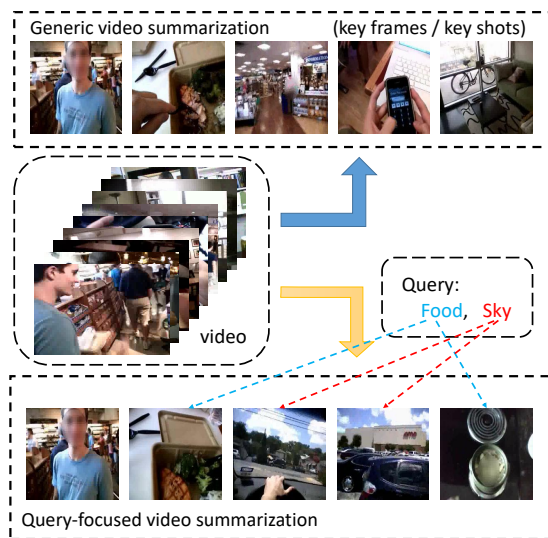 Generic video summarization (key frames / key shots)
video
Query:
Food, Sky
Query-focused video summarization